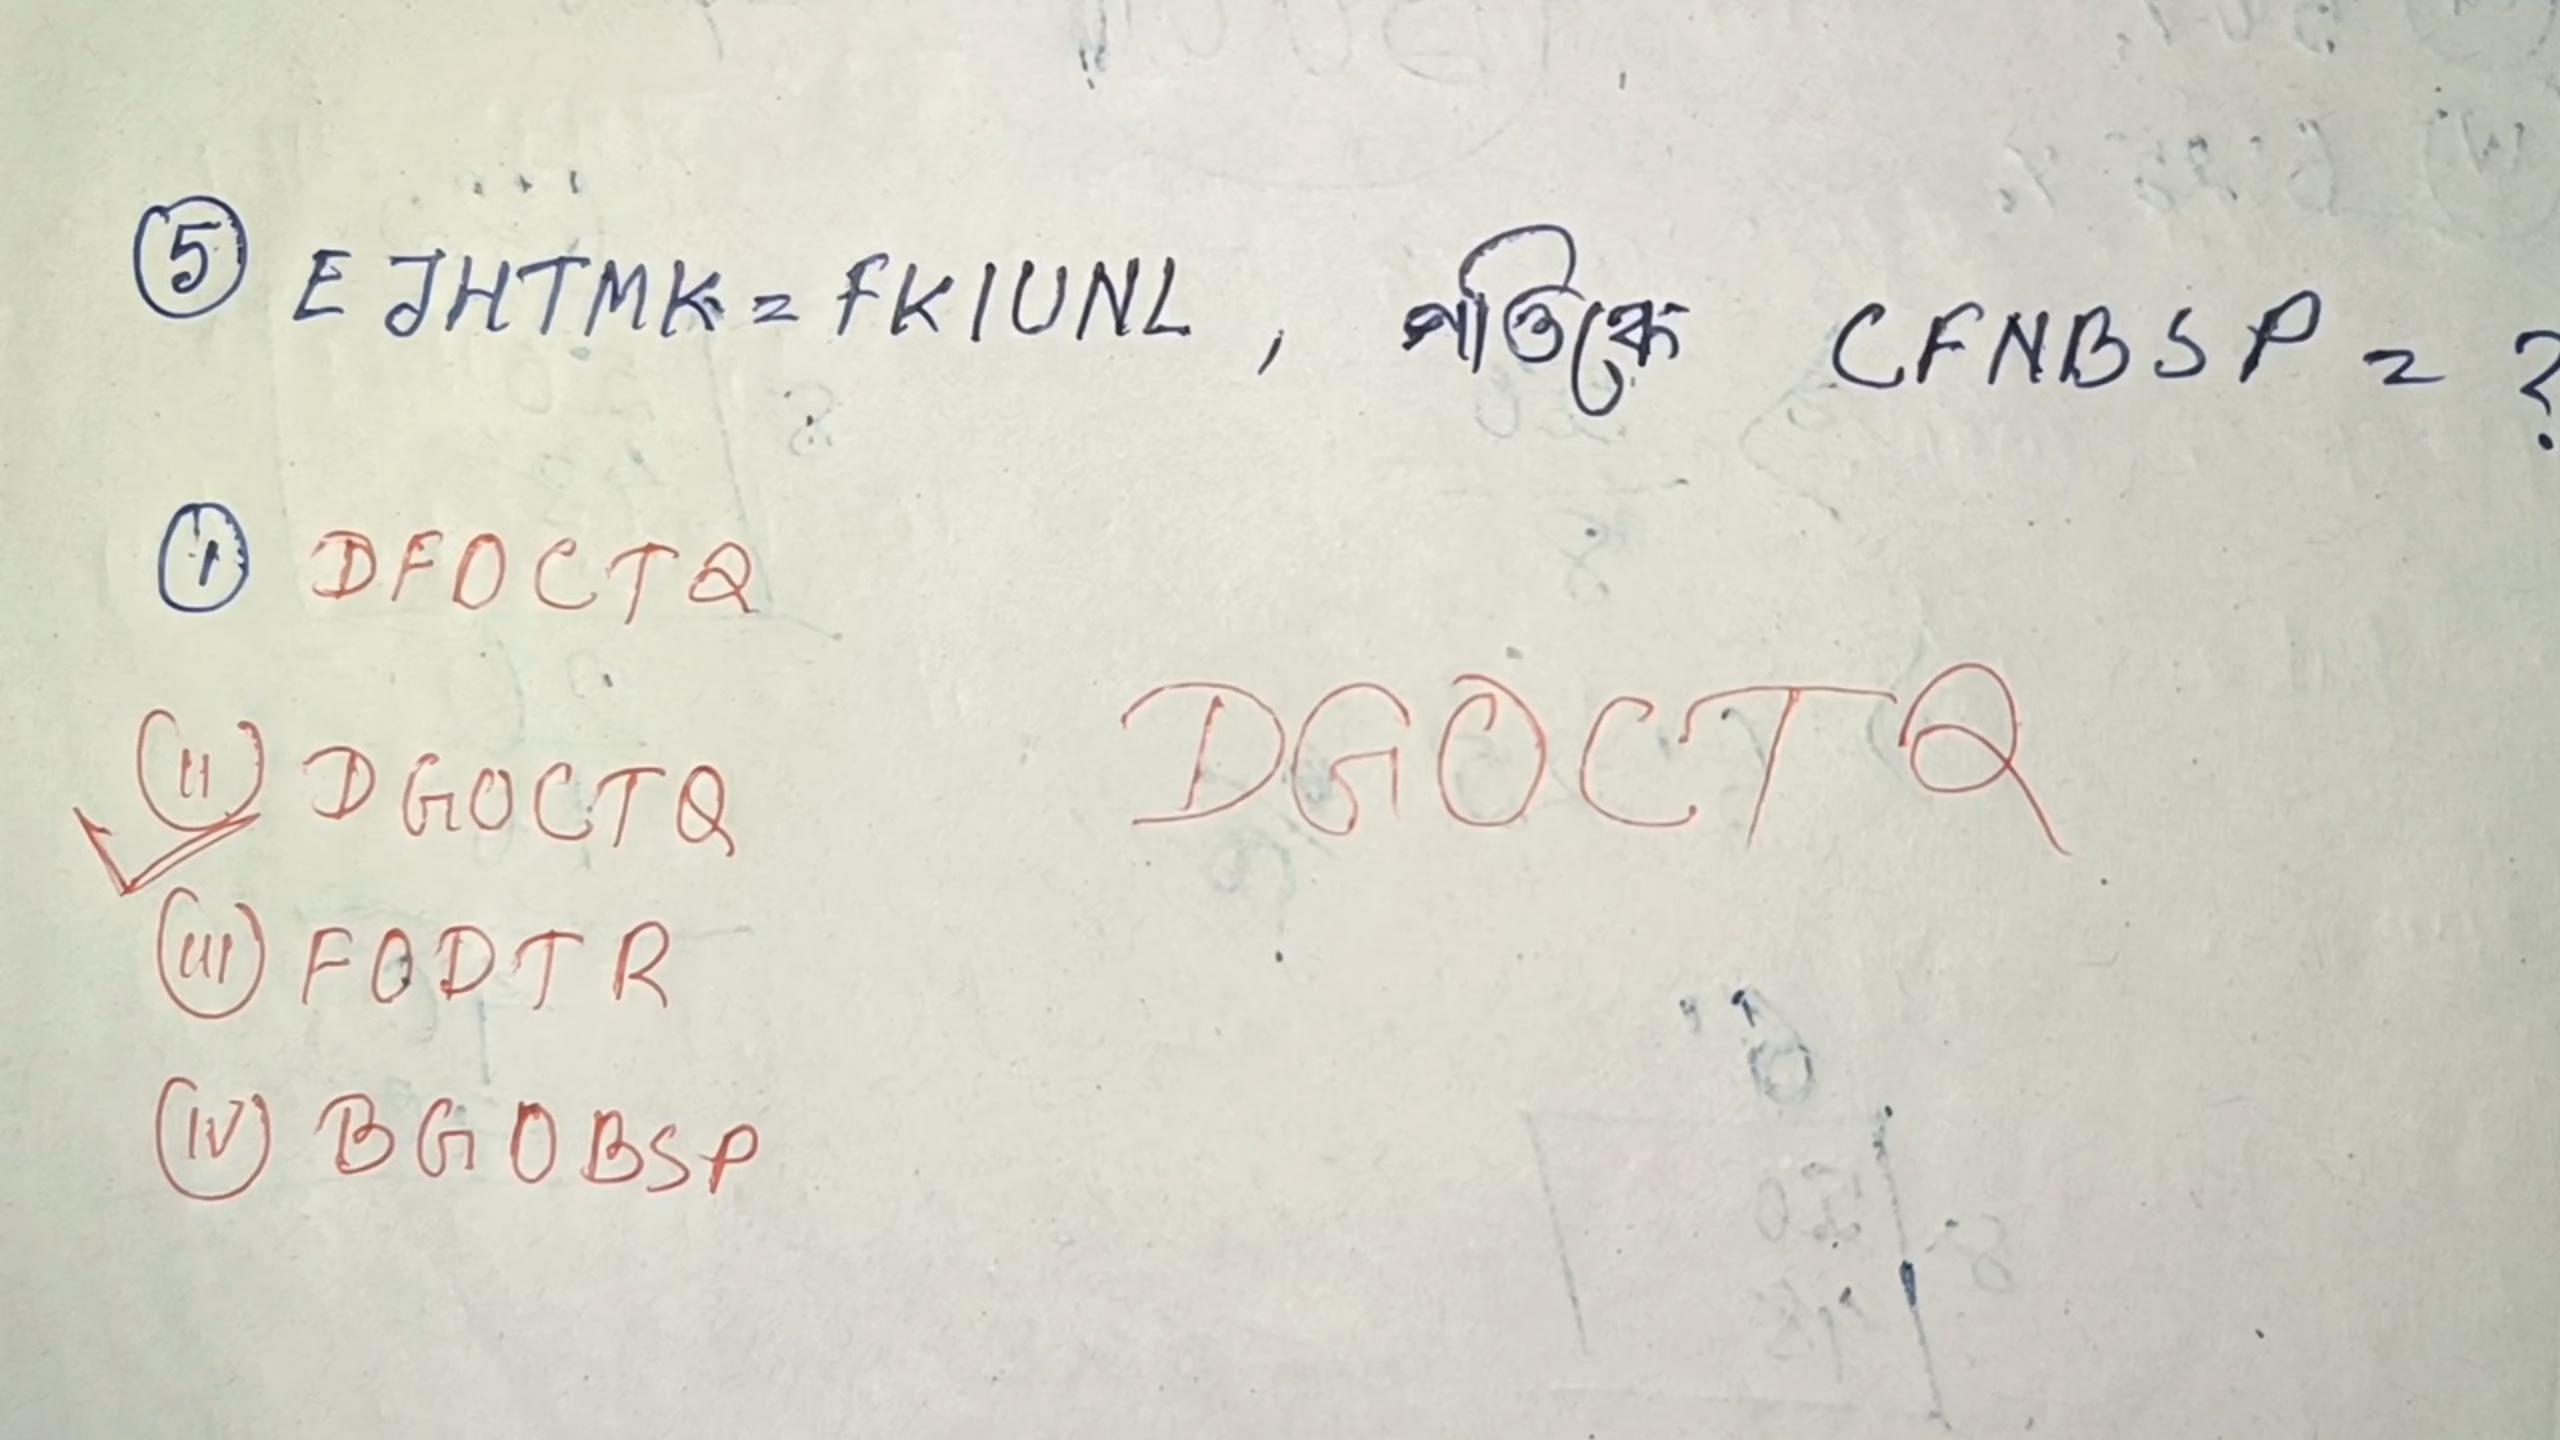 5 EJHTMK = FKIUNL, CFNBSP = ?
(I) DFOCTQ
(II) DGOCTQ
DGOCTQ
(III) FODTR
(IV) BGOBSP